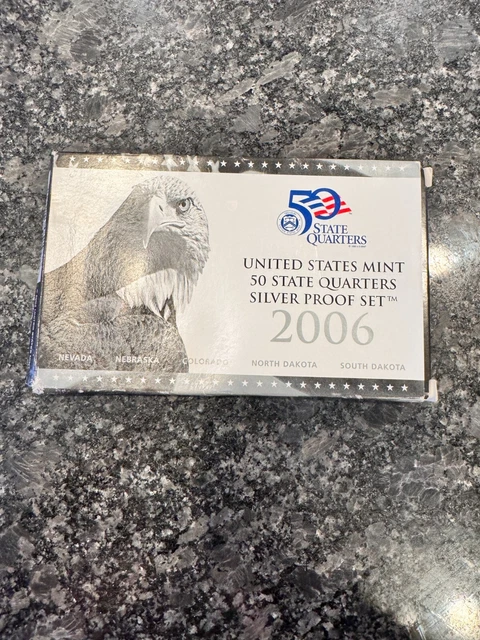 50
STATE
QUARTERS
UNITED STATES MINT
50 STATE QUARTERS
SILVER PROOF SET™
2006
NEVADA NEBRASKA COLORADO NORTH DAKOTA SOUTH DAKOTA